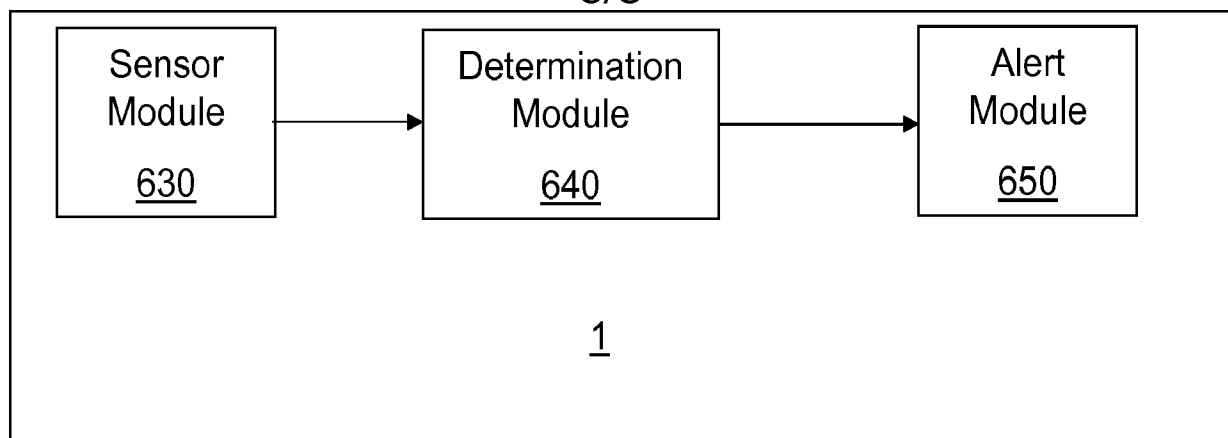 Sensor
Module
630
Determination
Module
640
Alert
Module
650
1